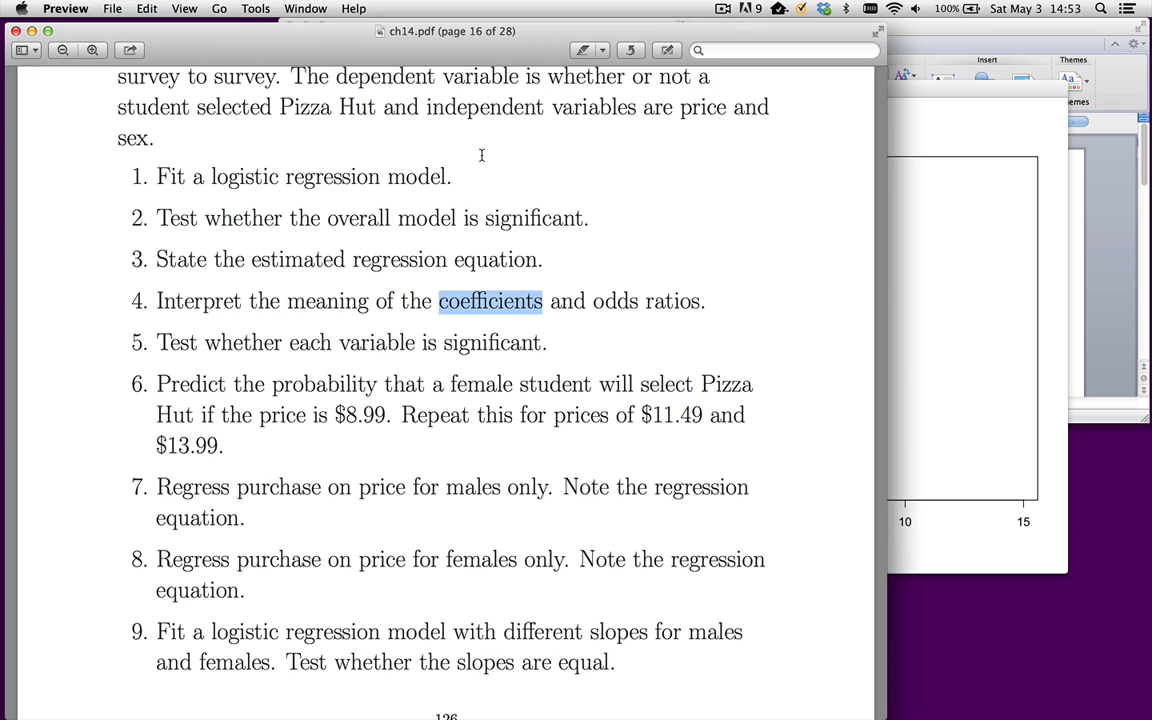 Preview File Edit View Go Tools Window Help 9 100% Sat May 3 14:53
ch14.pdf (page 16 of 28)
Insert Themes
Aa
hemes
survey to survey. The dependent variable is whether or not a
student selected Pizza Hut and independent variables are price and
sex.
1. Fit a logistic regression model.
2. Test whether the overall model is significant.
3. State the estimated regression equation.
4. Interpret the meaning of the coefficients and odds ratios.
5. Test whether each variable is significant.
6. Predict the probability that a female student will select Pizza
Hut if the price is $8.99. Repeat this for prices of $11.49 and
$13.99.
7. Regress purchase on price for males only. Note the regression
equation.
8. Regress purchase on price for females only. Note the regression
equation.
9. Fit a logistic regression model with different slopes for males
and females. Test whether the slopes are equal.
126
10 15